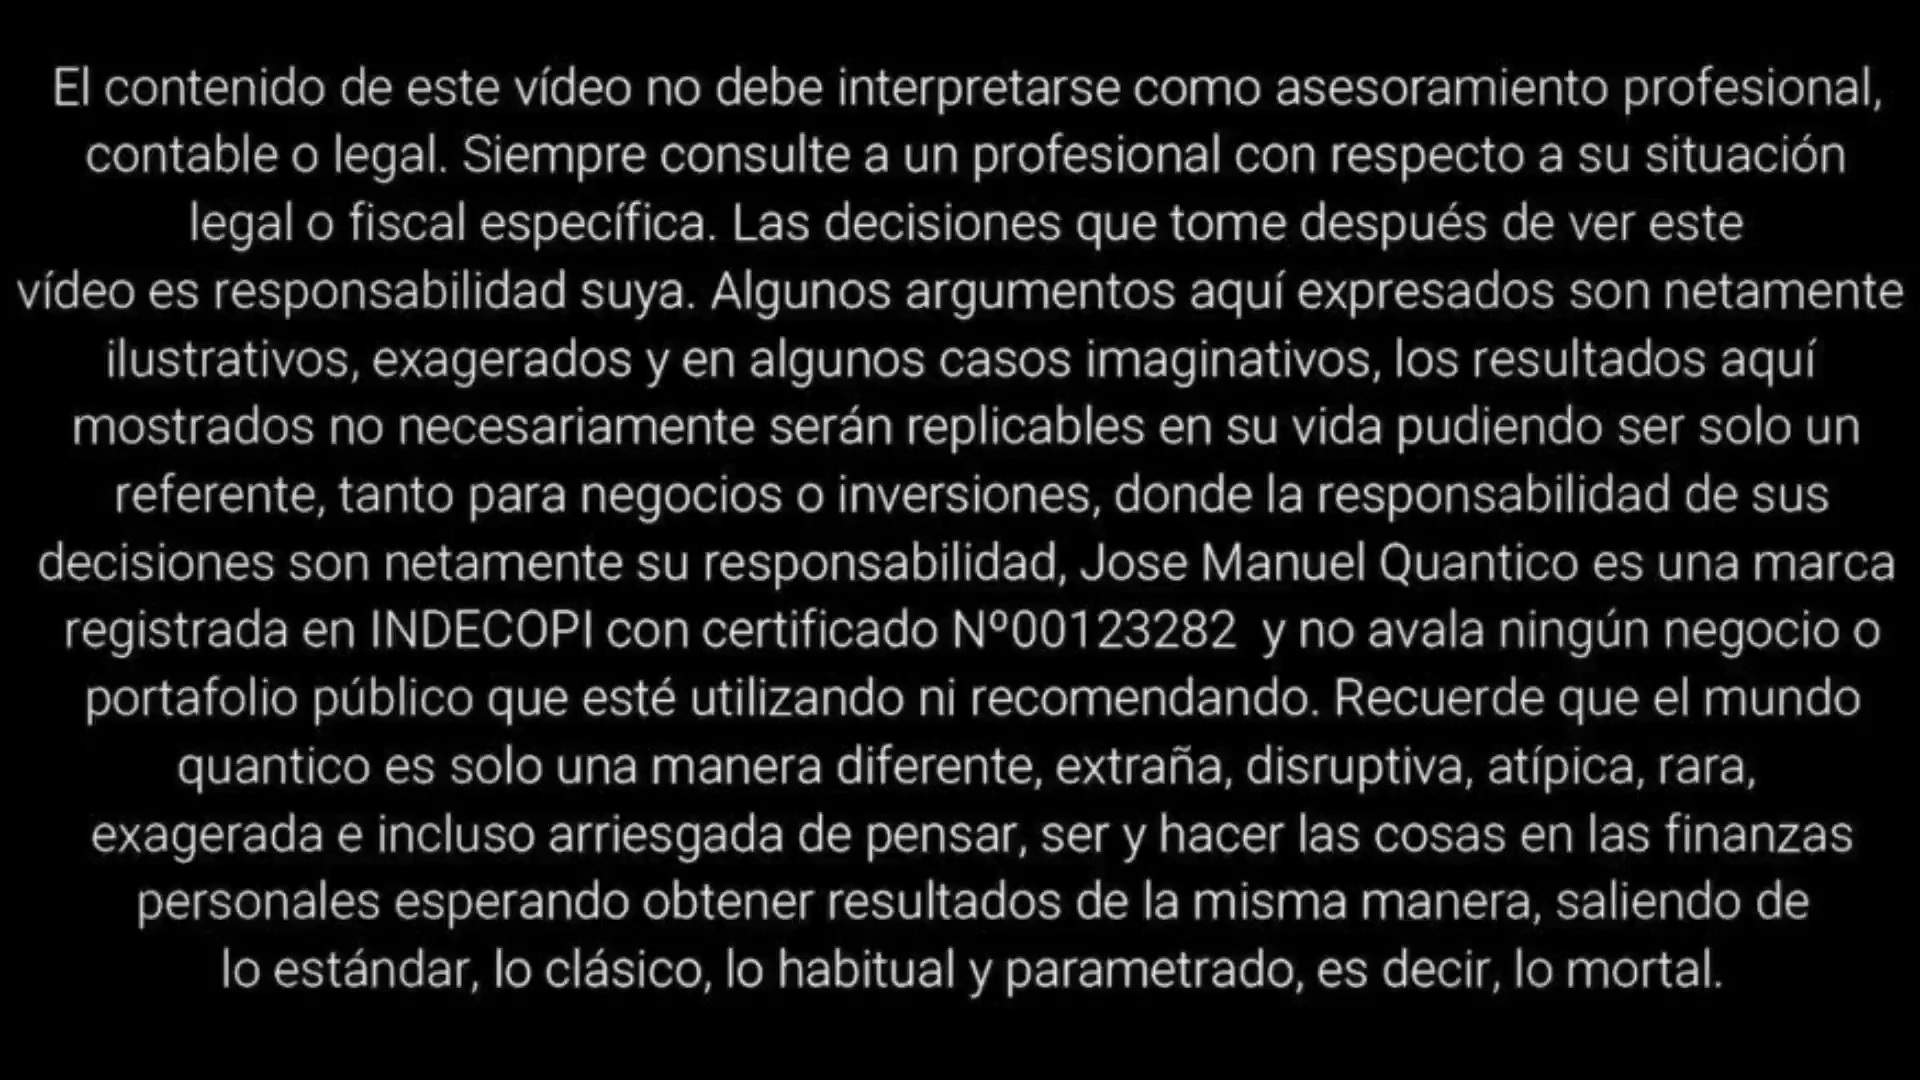 El contenido de este vídeo no debe interpretarse como asesoramiento profesional,
contable o legal. Siempre consulte a un profesional con respecto a su situación
legal o fiscal específica. Las decisiones que tome después de ver este
vídeo es responsabilidad suya. Algunos argumentos aquí expresados son netamente
ilustrativos, exagerados y en algunos casos imaginativos, los resultados aquí
mostrados no necesariamente serán replicables en su vida pudiendo ser solo un
referente, tanto para negocios o inversiones, donde la responsabilidad de sus
decisiones son netamente su responsabilidad, Jose Manuel Quantico es una marca
registrada en INDECOPI con certificado Nº00123282 y no avala ningún negocio o
portafolio público que esté utilizando ni recomendando. Recuerde que el mundo
quantico es solo una manera diferente, extraña, disruptiva, atípica, rara,
exagerada e incluso arriesgada de pensar, ser y hacer las cosas en las finanzas
personales esperando obtener resultados de la misma manera, saliendo de
lo estándar, lo clásico, lo habitual y parametrado, es decir, lo mortal.